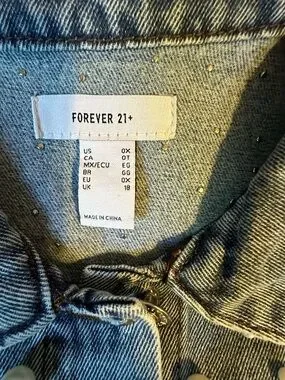 FOREVER 21+
US 0X
CA 0T
MX/ECU EG
BR GG
EU 0X
UK 18
MADE IN CHINA